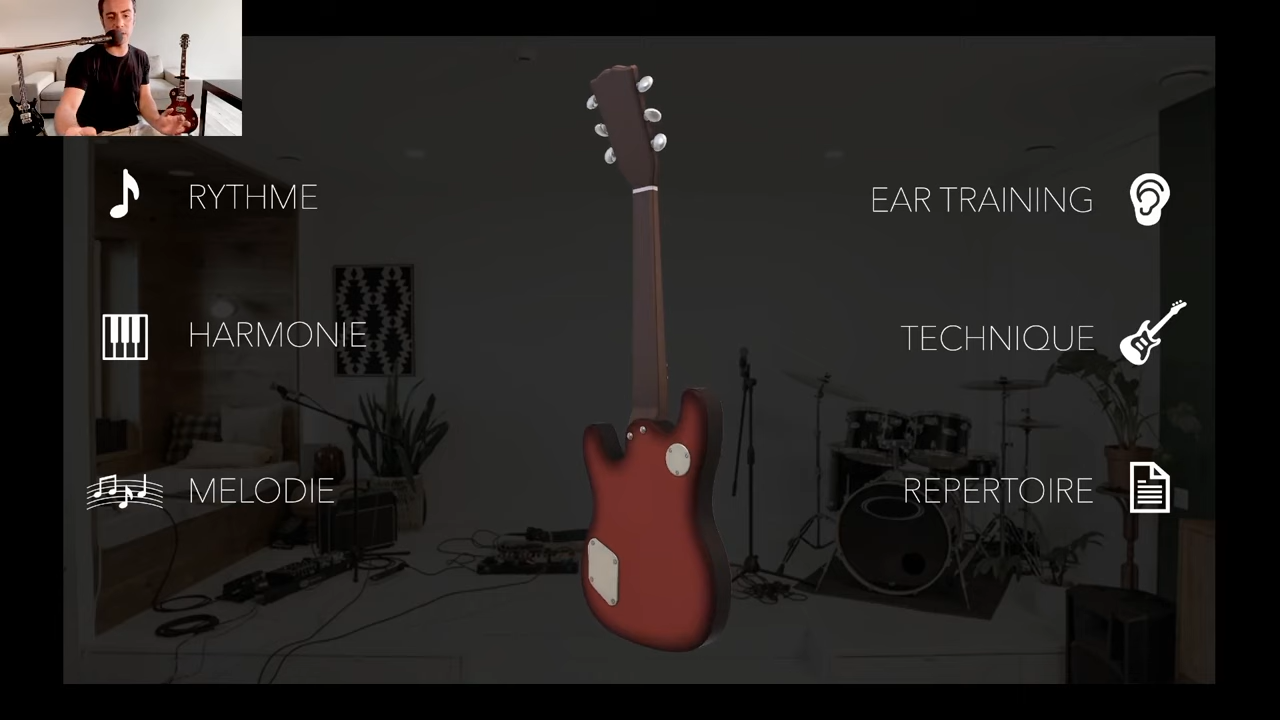 RYTHME
HARMONIE
MELODIE
EAR TRAINING
TECHNIQUE
REPERTOIRE